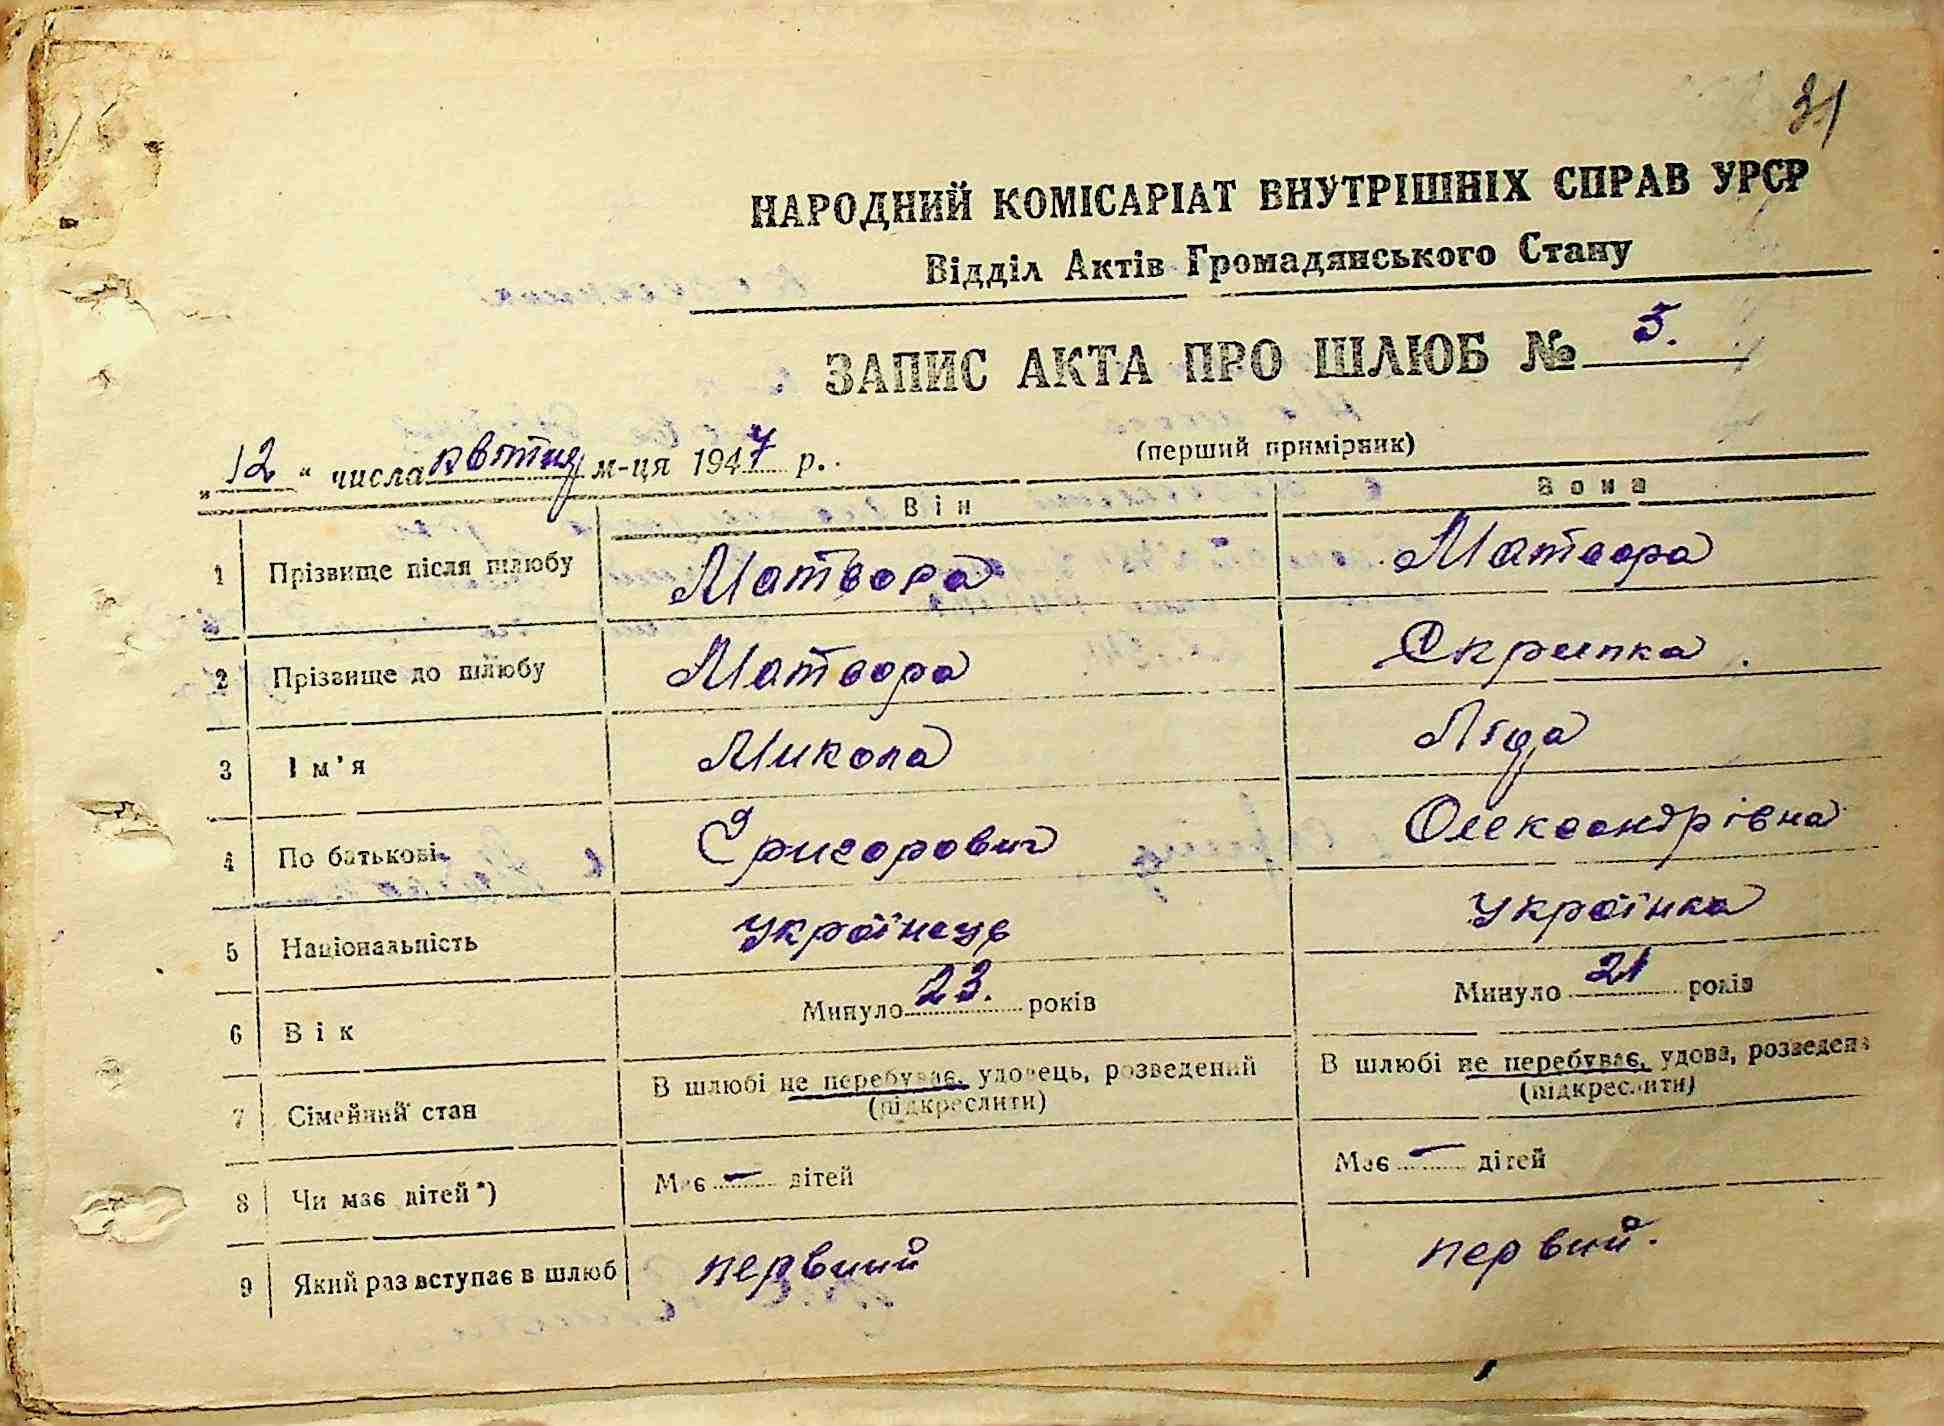 31
НАРОДНИЙ КОМІСАРІАТ ВНУТРІШНІХ СПРАВ УРСР
Відділ Актів Громадянського Стану
ЗАПИС АКТА ПРО ШЛЮБ № 5.
„12“ числа квітня м-ця 1947 р. (перший примірник)
Він Вона
1 Прізвище після шлюбу Матвора Матвора
2 Прізвище до шлюбу Матвора Скрипка.
3 Ім'я Микола Ліда
4 По батькові Григорович Олександрівна
5 Національність українець українка
6 Вік Минуло 23. років Минуло 21 років
7 Сімейний стан В шлюбі не перебуває, удовець, розведений В шлюбі не перебуває, удова, розведена
(підкреслити) (підкреслити)
8 Чи має дітей*) Має — дітей Має — дітей
9 Який раз вступає в шлюб первий первий.